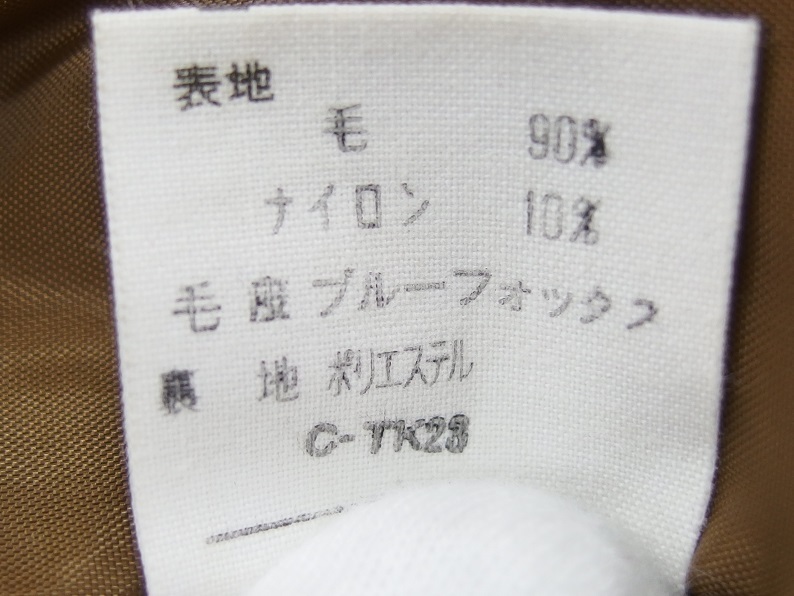 表地
毛 90%
ナイロン 10%
毛皮 ブルーフォックス
裏地 ポリエステル
C-TK28